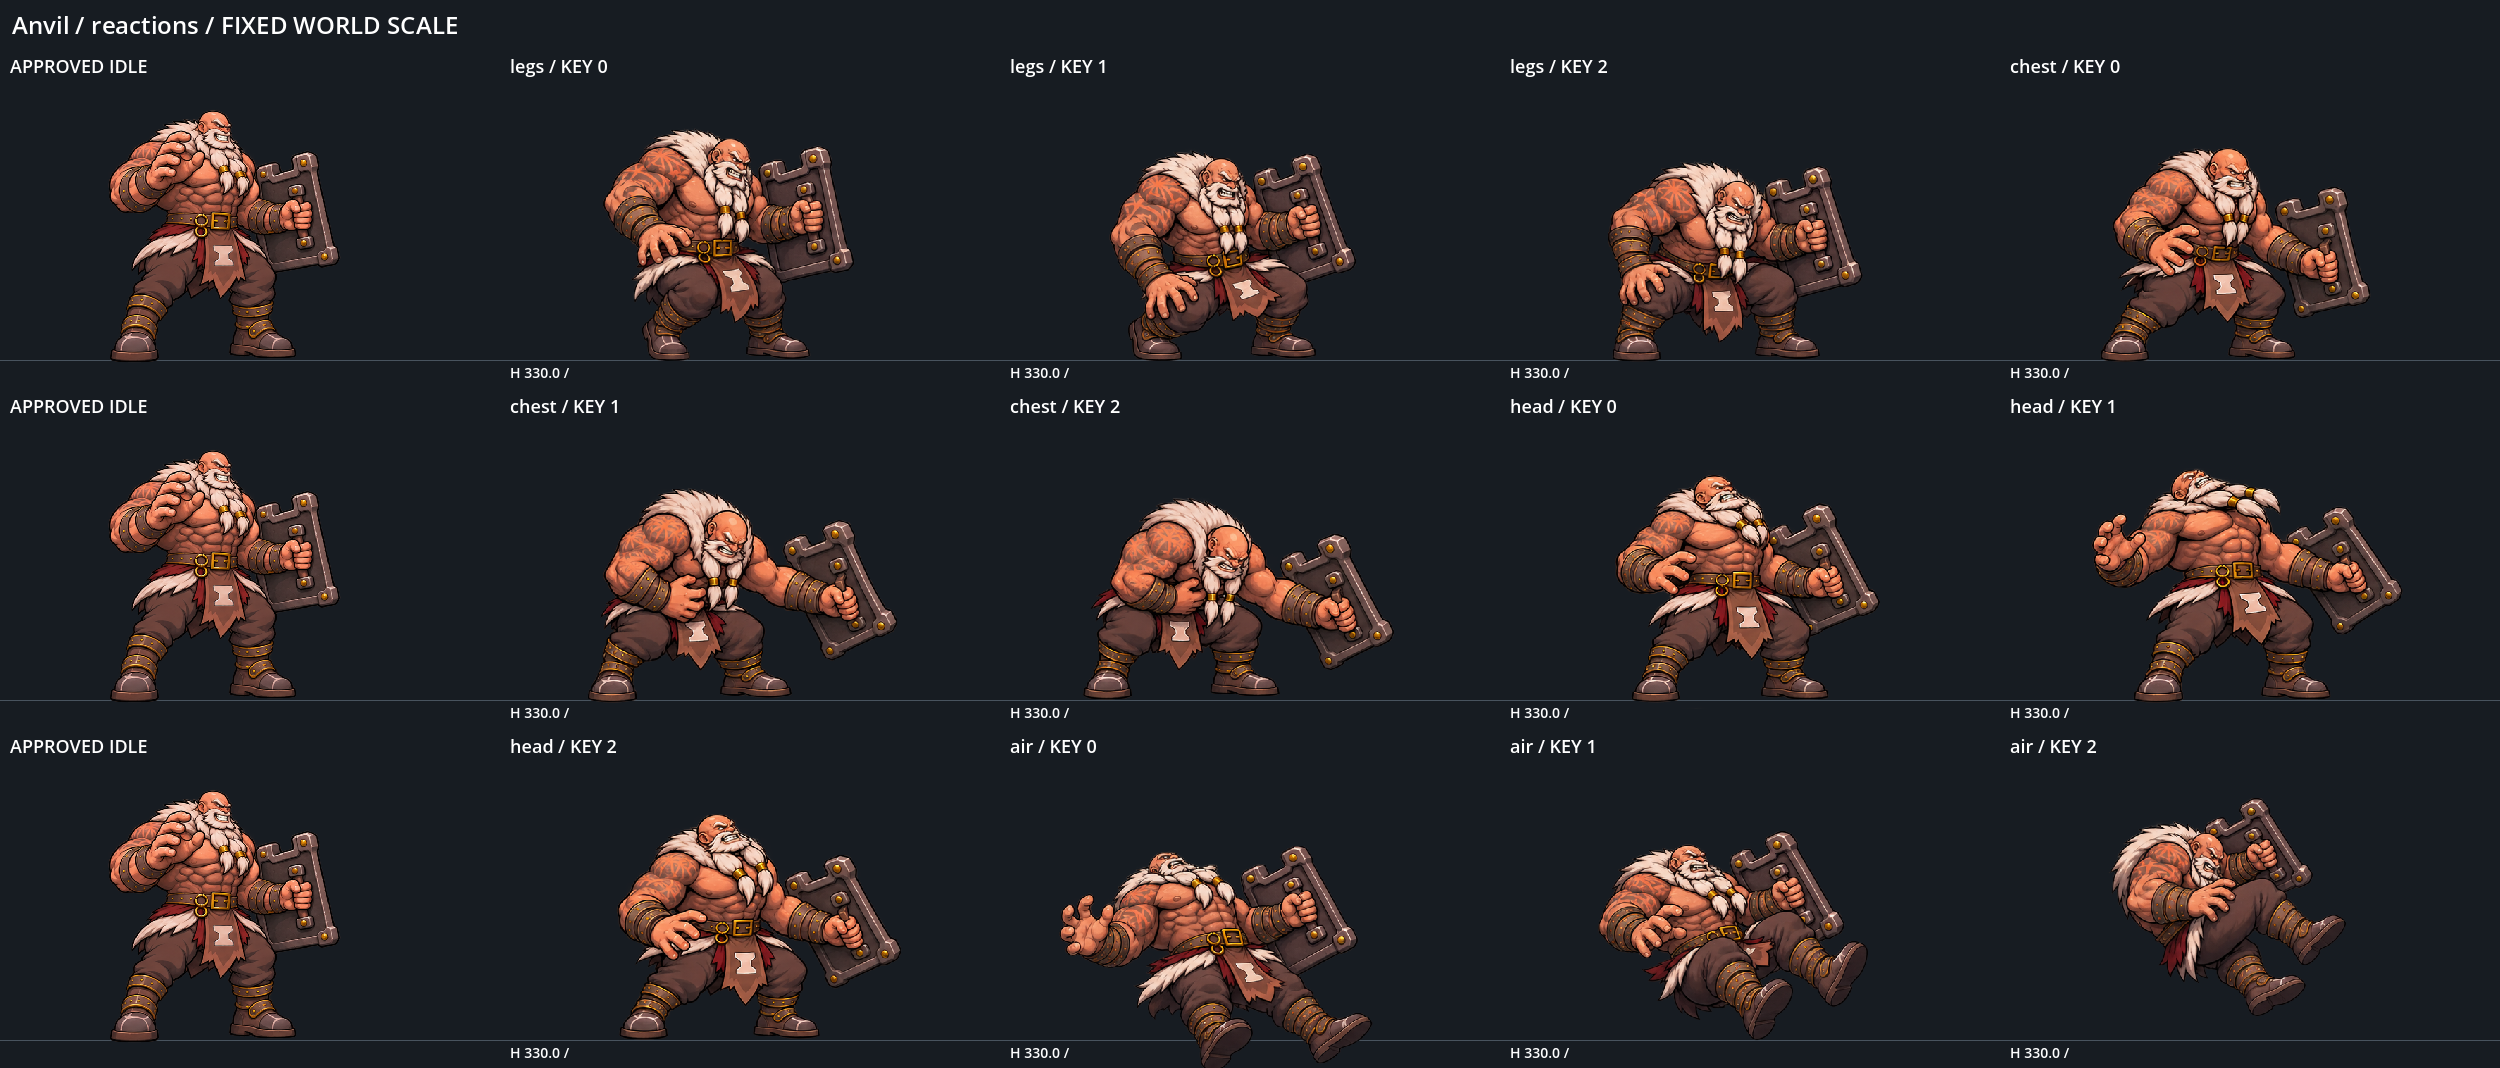 Anvil / reactions / FIXED WORLD SCALE
APPROVED IDLE
legs / KEY 0
legs / KEY 1
legs / KEY 2
chest / KEY 0
H 330.0 /
H 330.0 /
H 330.0 /
H 330.0 /
APPROVED IDLE
chest / KEY 1
chest / KEY 2
head / KEY 0
head / KEY 1
H 330.0 /
H 330.0 /
H 330.0 /
H 330.0 /
APPROVED IDLE
head / KEY 2
air / KEY 0
air / KEY 1
air / KEY 2
H 330.0 /
H 330.0 /
H 330.0 /
H 330.0 /